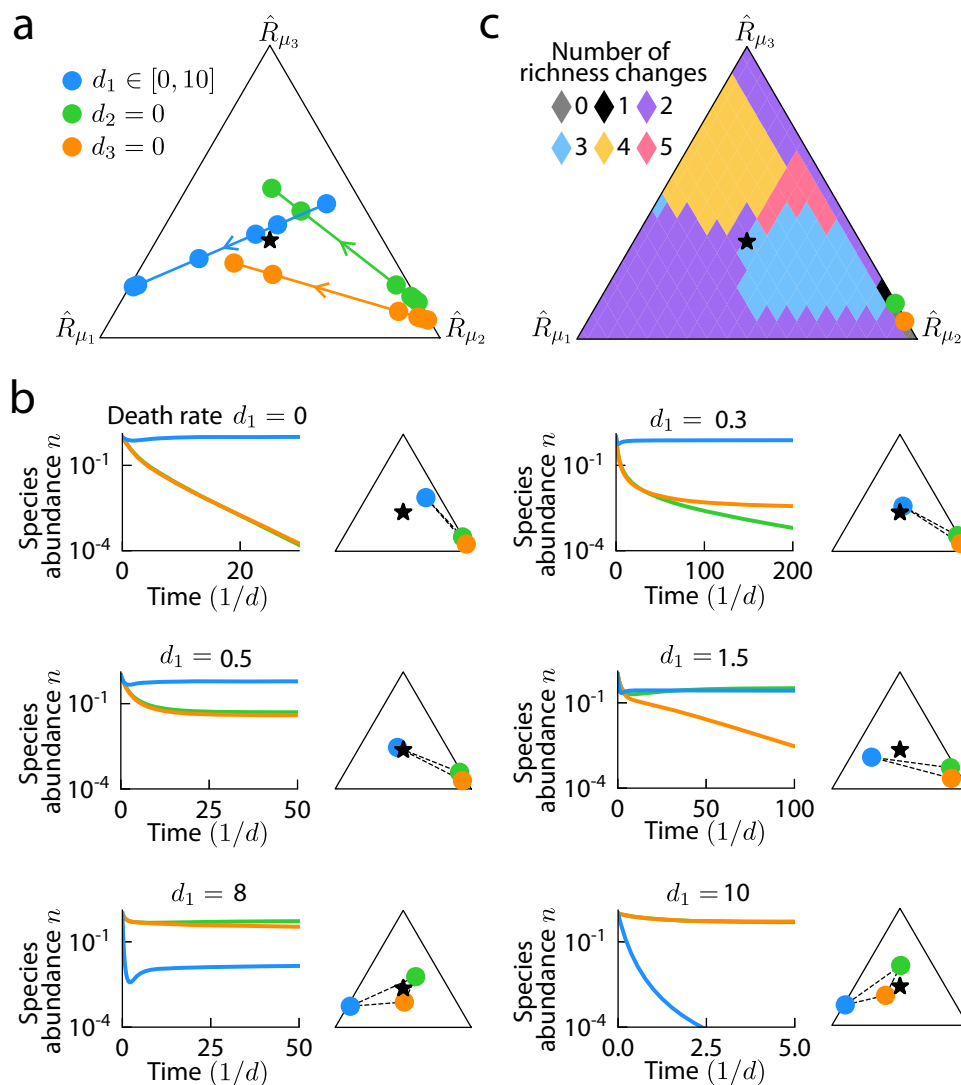 a
R̂μ3
d1 ∈ [0, 10]
d2 = 0
d3 = 0
R̂μ1
R̂μ2
c
R̂μ3
Number of
richness changes
0 1 2
3 4 5
R̂μ1
R̂μ2
b
Death rate d1 = 0
Species
abundance n
10−1
10−4
0 20
Time (1/d)
d1 = 0.3
Species
abundance n
10−1
10−4
0 100 200
Time (1/d)
d1 = 0.5
Species
abundance n
10−1
10−4
0 25 50
Time (1/d)
d1 = 1.5
Species
abundance n
10−1
10−4
0 50 100
Time (1/d)
d1 = 8
Species
abundance n
10−1
10−4
0 25 50
Time (1/d)
d1 = 10
Species
abundance n
10−1
10−4
0.0 2.5 5.0
Time (1/d)